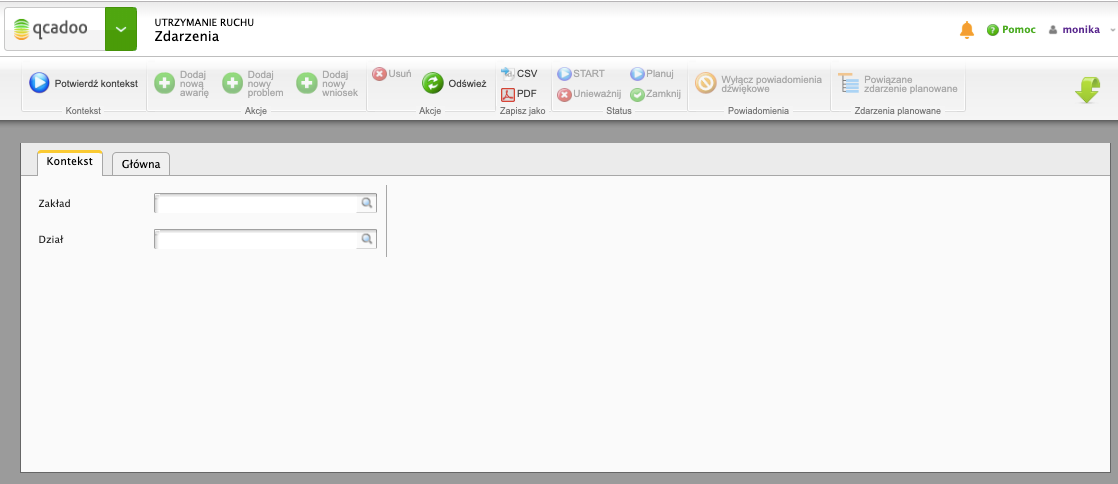 qcadoo
UTRZYMANIE RUCHU
Zdarzenia
Pomoc
monika
Potwierdź kontekst
Kontekst
Dodaj
nową
awarię
Dodaj
nowy
problem
Dodaj
nowy
wniosek
Akcje
Usuń
Odśwież
Akcje
CSV
PDF
Zapisz jako
START
Planuj
Unieważnij
Zamknij
Status
Wyłącz powiadomienia
dźwiękowe
Powiadomienia
Powiązane
zdarzenie planowane
Zdarzenia planowane
Kontekst
Główna
Zakład
Dział